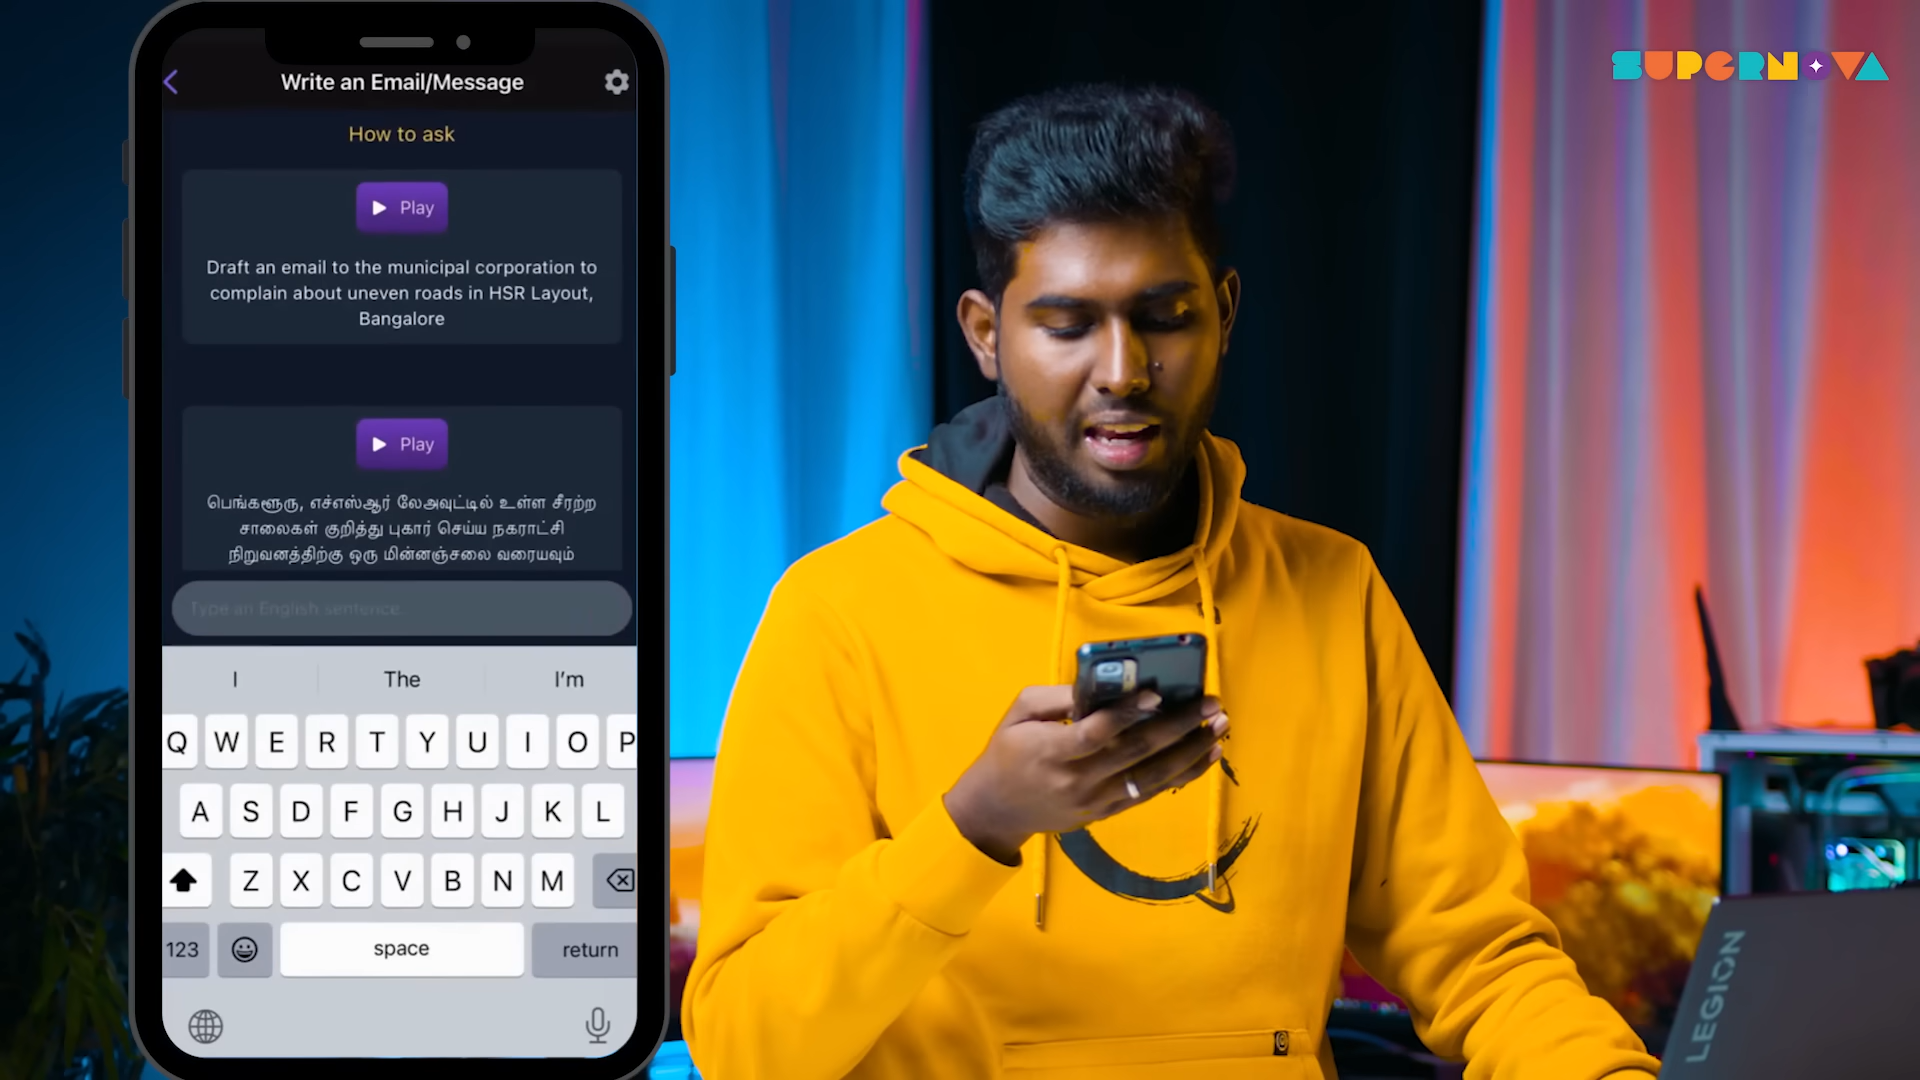 SUPERNOVA
Write an Email/Message
How to ask
Play
Draft an email to the municipal corporation to
complain about uneven roads in HSR Layout,
Bangalore
Play
பெங்களூரு, எச்எஸ்ஆர் லேஅவுட்டில் உள்ள சீரற்ற
சாலைகள் குறித்து புகார் செய்ய நகராட்சி
நிறுவனத்திற்கு ஒரு மின்னஞ்சலை வரையவும்
Type an English sentence...
I The I'm
Q W E R T Y U I O P
A S D F G H J K L
Z X C V B N M
123 space return
LEGION